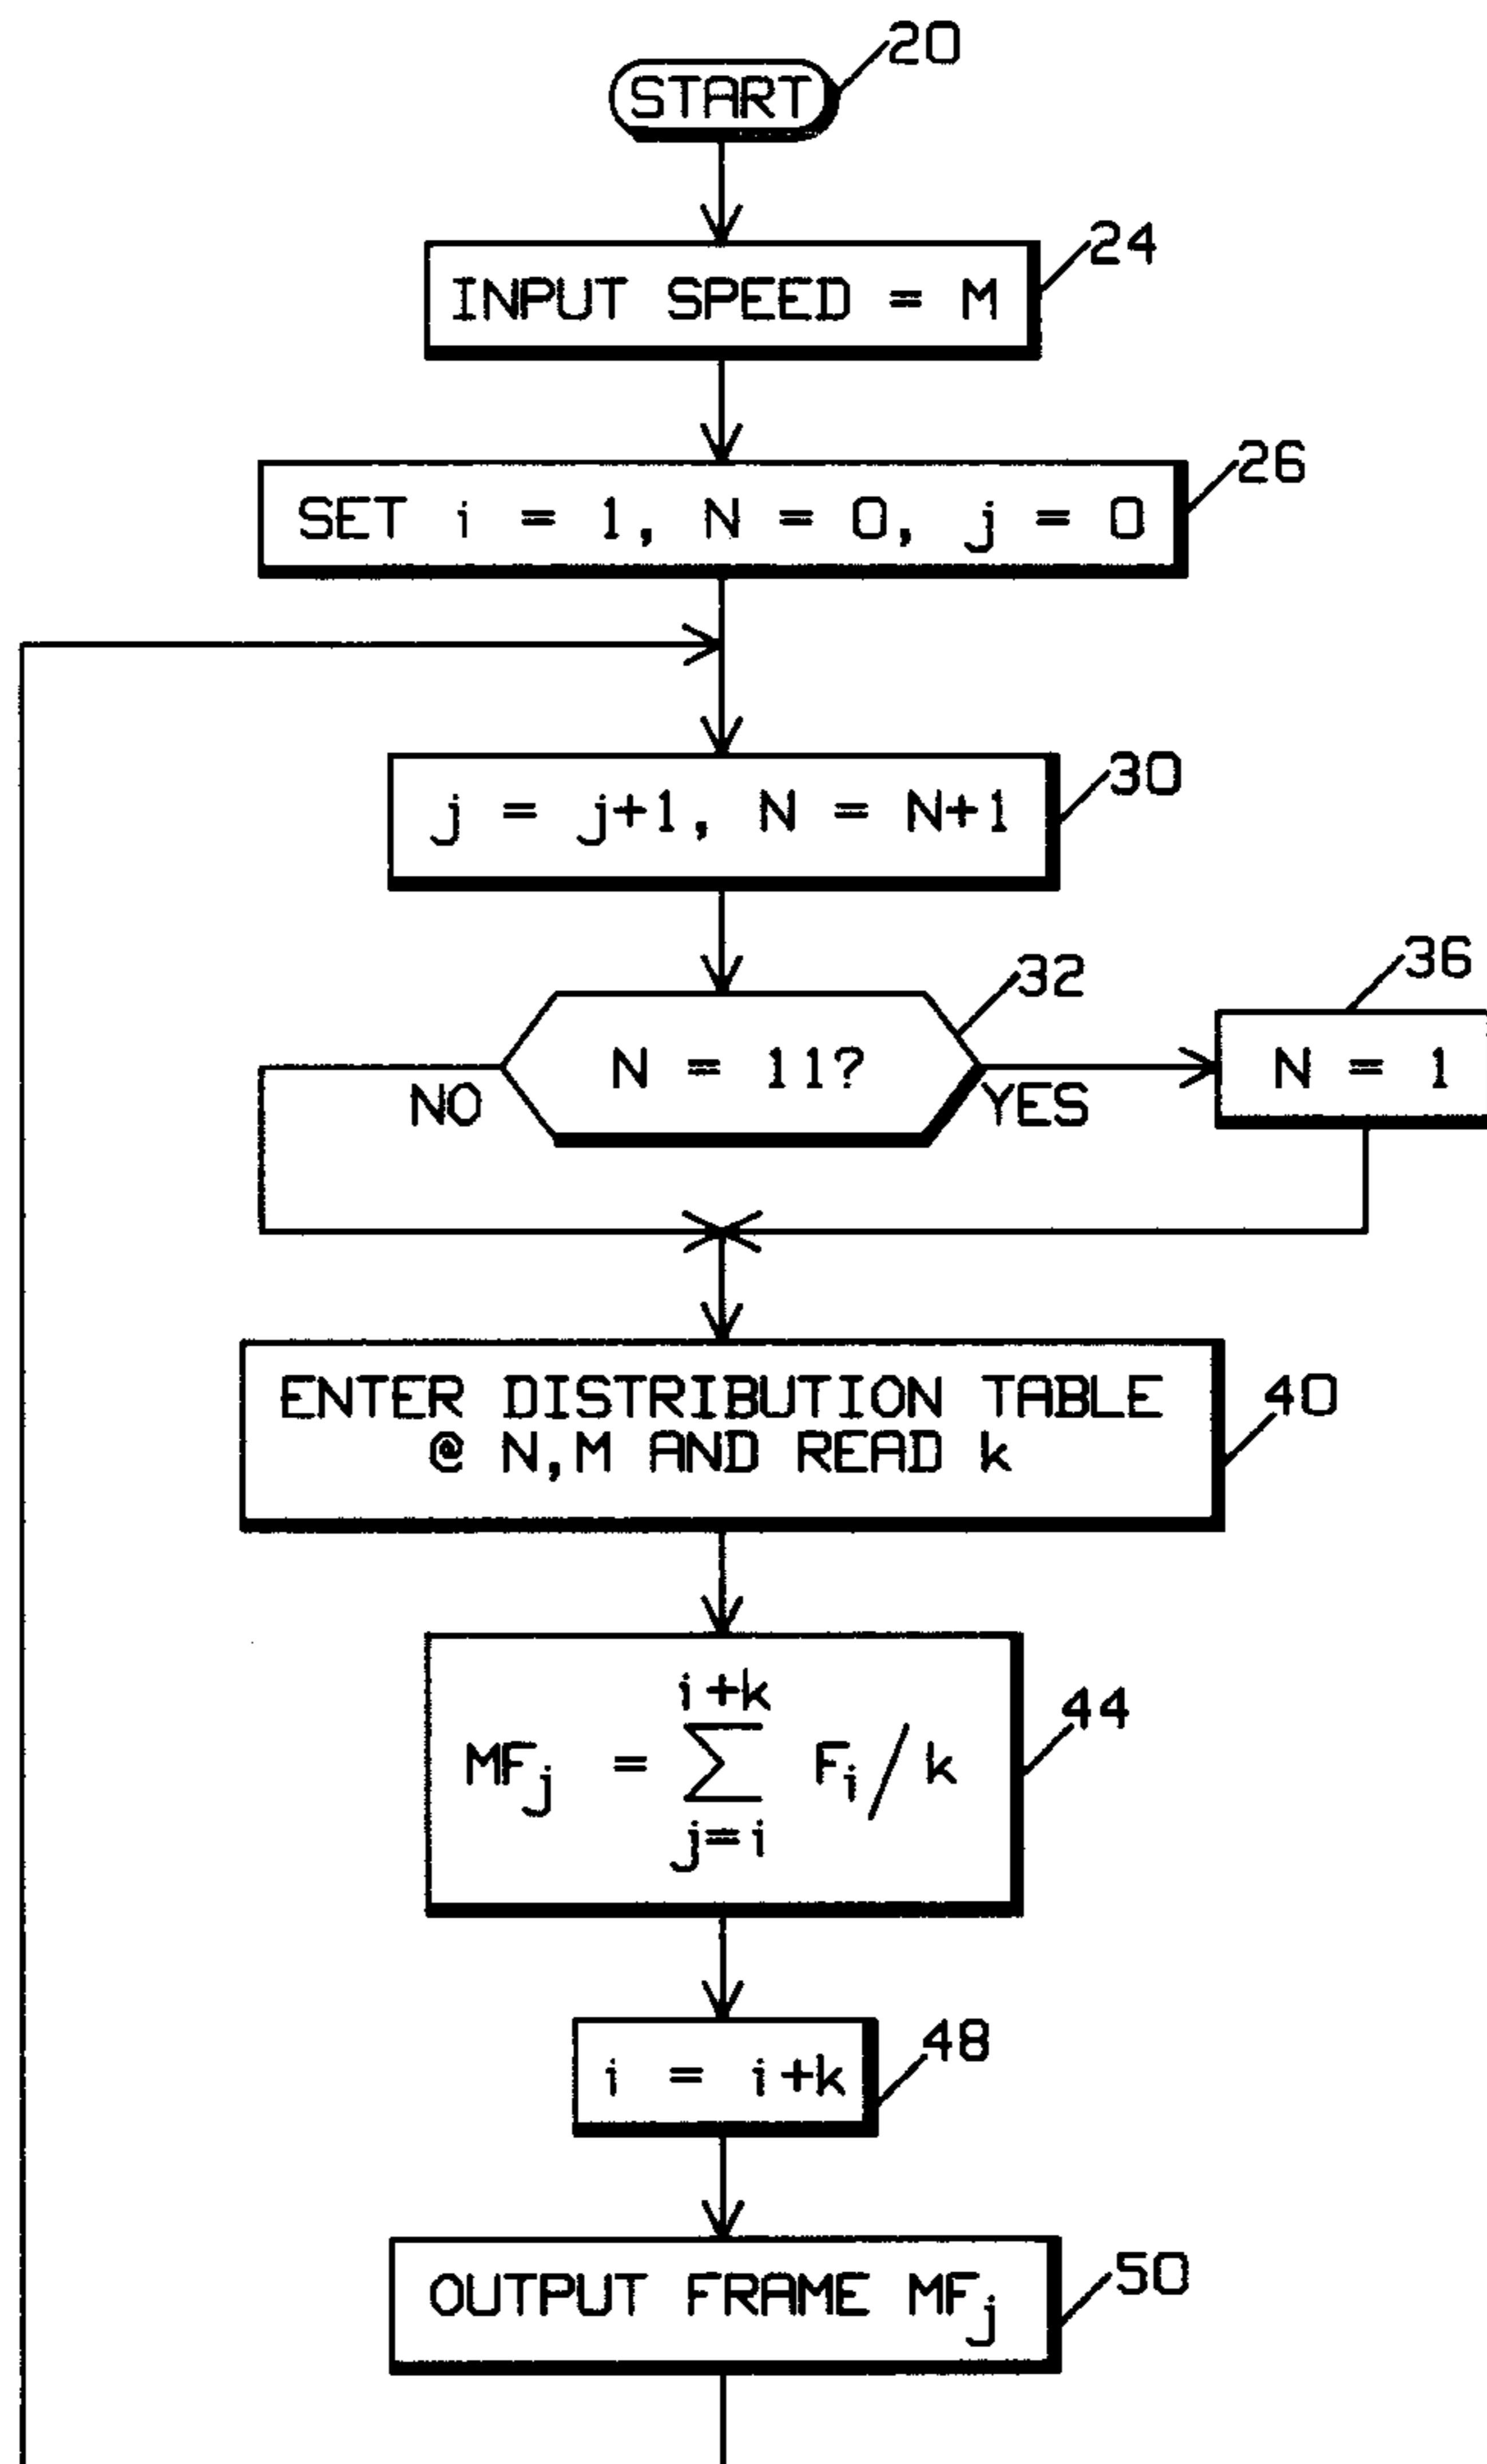 20
START
24
INPUT SPEED = M
26
SET i = 1, N = 0, j = 0
30
j = j+1, N = N+1
32
36
N = 11?
N = 1
NO
YES
ENTER DISTRIBUTION TABLE
@ N,M AND READ k
40
i+k
44
MFj = ∑ Fi/k
j=i
48
i = i+k
50
OUTPUT FRAME MFj